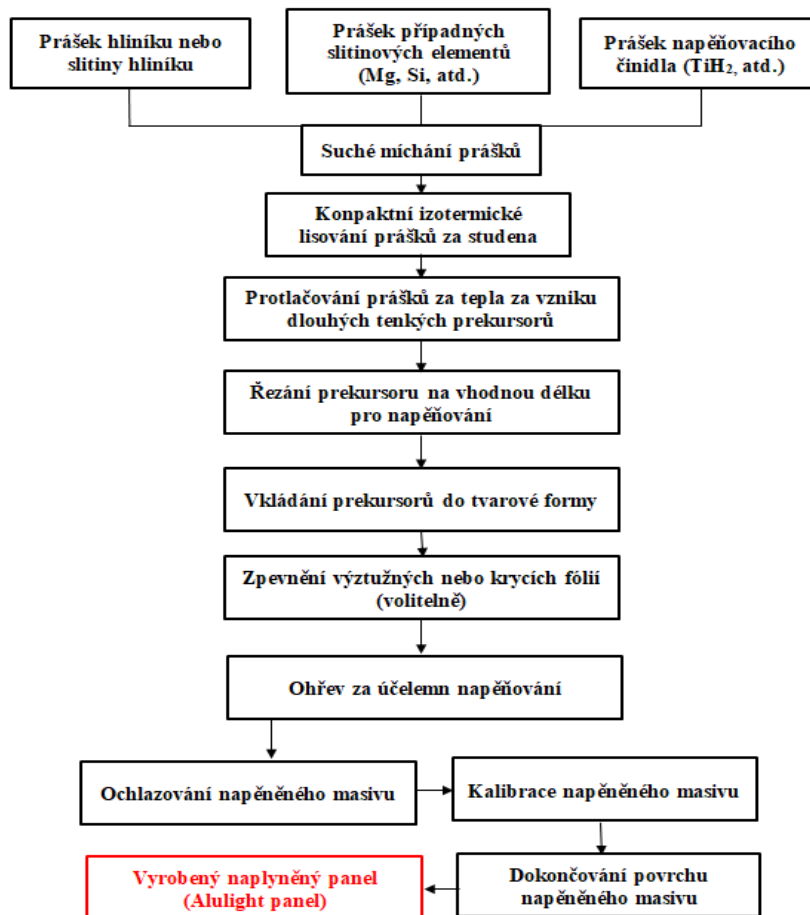 Prášek hliníku nebo
slitiny hliníku
Prášek případných
slitinových elementů
(Mg, Si, atd.)
Prášek napěňovacího
činidla (TiH₂, atd.)
Suché míchání prášků
Konpaktní izotermické
lisování prášků za studena
Protlačování prášků za tepla za vzniku
dlouhých tenkých prekursorů
Řezání prekursoru na vhodnou délku
pro napěňování
Vkládání prekursorů do tvarové formy
Zpevnění výztužných nebo krycích fólií
(volitelně)
Ohřev za účelemn napěňování
Ochlazování napěněného masivu
Kalibrace napěněného masivu
Vyrobený naplyněný panel
(Alulight panel)
Dokončování povrchu
napěněného masivu